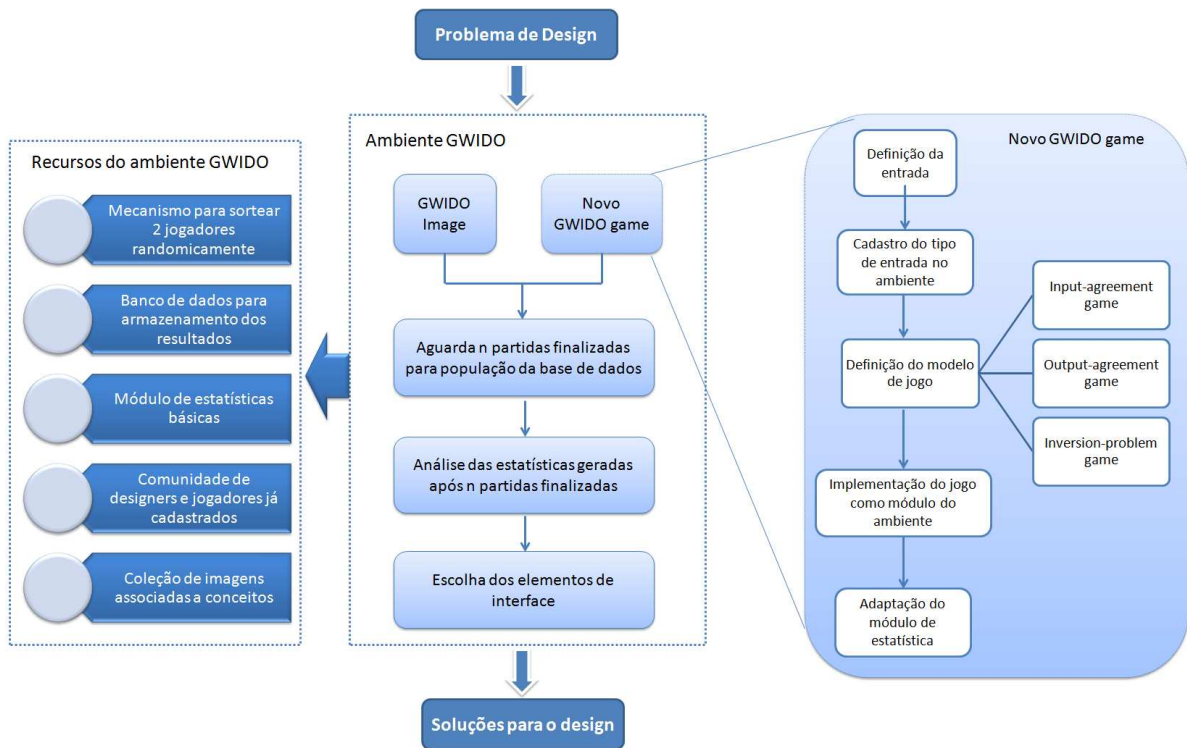 Problema de Design
Recursos do ambiente GWIDO
Mecanismo para sortear
2 jogadores
randomicamente
Banco de dados para
armazenamento dos
resultados
Módulo de estatísticas
básicas
Comunidade de
designers e jogadores já
cadastrados
Coleção de imagens
associadas a conceitos
Ambiente GWIDO
GWIDO
Image
Novo
GWIDO game
Aguarda n partidas finalizadas
para população da base de dados
Análise das estatísticas geradas
após n partidas finalizadas
Escolha dos elementos de
interface
Soluções para o design
Novo GWIDO game
Definição da
entrada
Cadastro do tipo
de entrada no
ambiente
Definição do modelo
de jogo
Input-agreement
game
Output-agreement
game
Inversion-problem
game
Implementação do jogo
como módulo do
ambiente
Adaptação do
módulo de
estatística